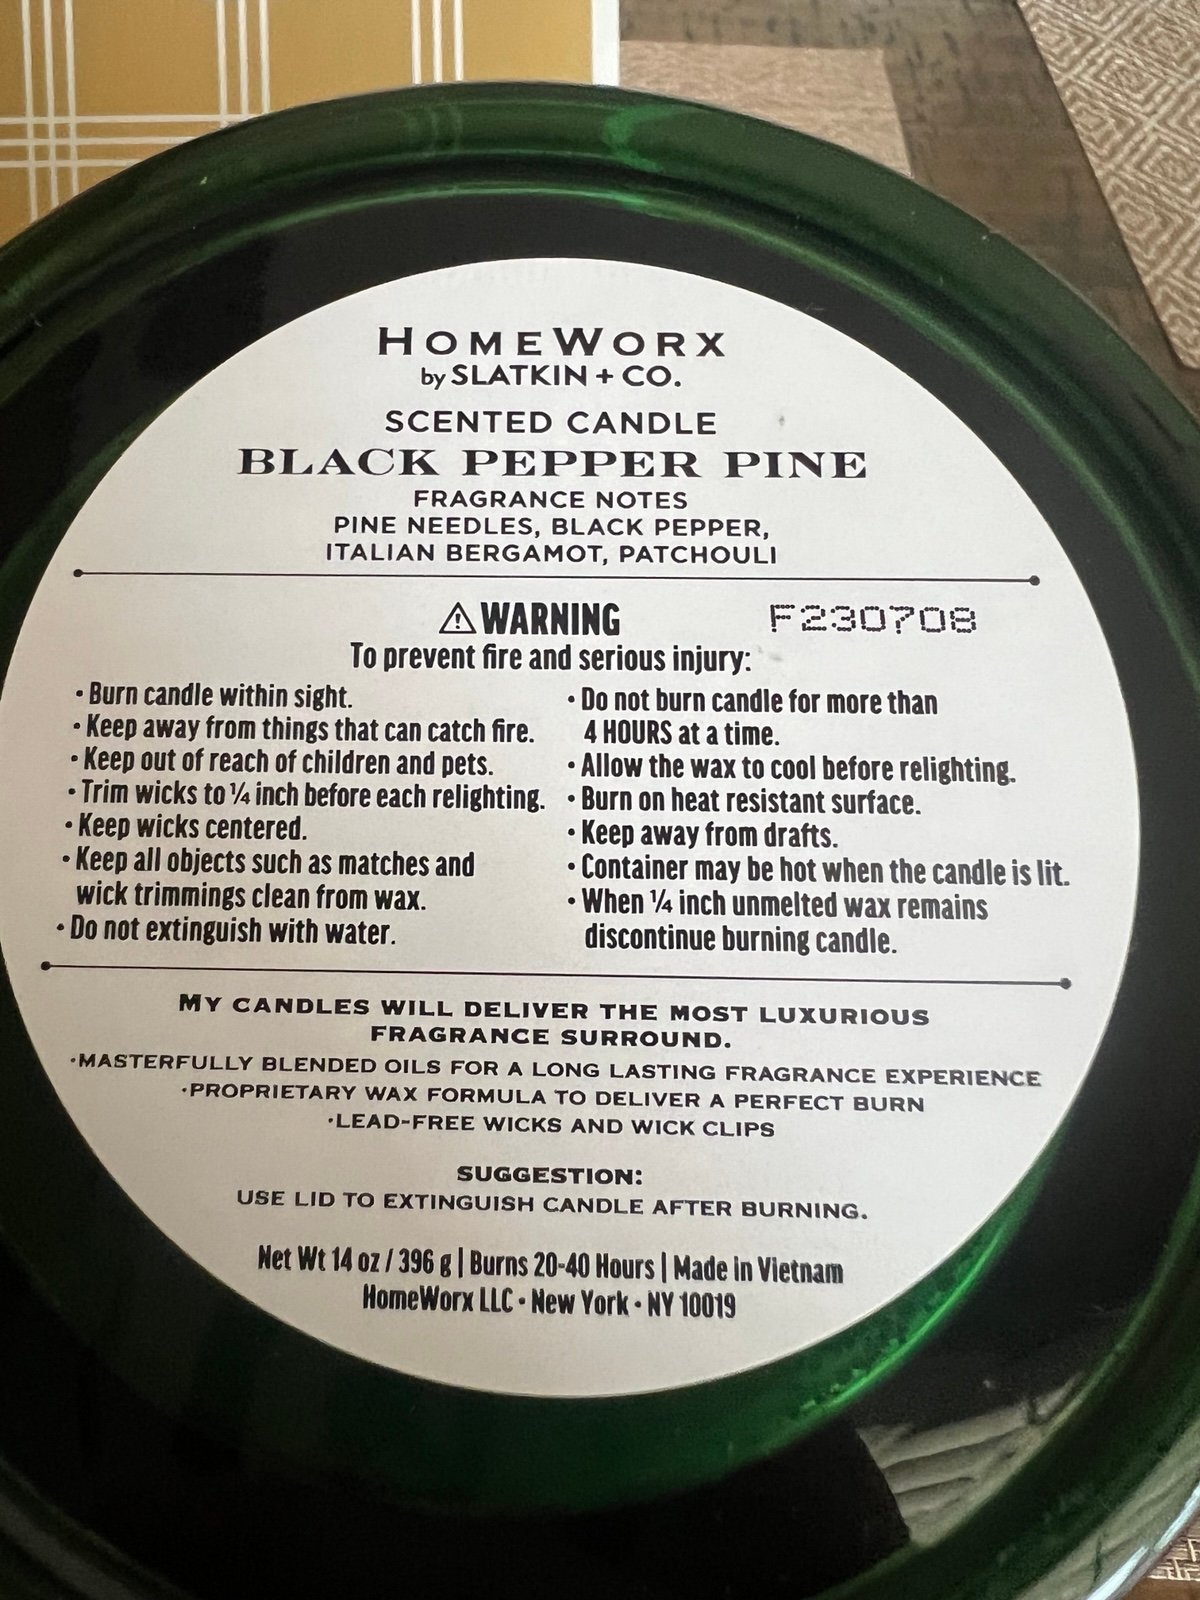 HOMEWORX
by SLATKIN + CO.
SCENTED CANDLE
BLACK PEPPER PINE
FRAGRANCE NOTES
PINE NEEDLES, BLACK PEPPER,
ITALIAN BERGAMOT, PATCHOULI
⚠WARNING F230708
To prevent fire and serious injury:
• Burn candle within sight.
• Keep away from things that can catch fire.
• Keep out of reach of children and pets.
• Trim wicks to ¼ inch before each relighting.
• Keep wicks centered.
• Keep all objects such as matches and
wick trimmings clean from wax.
• Do not extinguish with water.
• Do not burn candle for more than
4 HOURS at a time.
• Allow the wax to cool before relighting.
• Burn on heat resistant surface.
• Keep away from drafts.
• Container may be hot when the candle is lit.
• When ¼ inch unmelted wax remains
discontinue burning candle.
MY CANDLES WILL DELIVER THE MOST LUXURIOUS
FRAGRANCE SURROUND.
•MASTERFULLY BLENDED OILS FOR A LONG LASTING FRAGRANCE EXPERIENCE
•PROPRIETARY WAX FORMULA TO DELIVER A PERFECT BURN
•LEAD-FREE WICKS AND WICK CLIPS
SUGGESTION:
USE LID TO EXTINGUISH CANDLE AFTER BURNING.
Net Wt 14 oz / 396 g | Burns 20-40 Hours | Made in Vietnam
HomeWorx LLC • New York • NY 10019